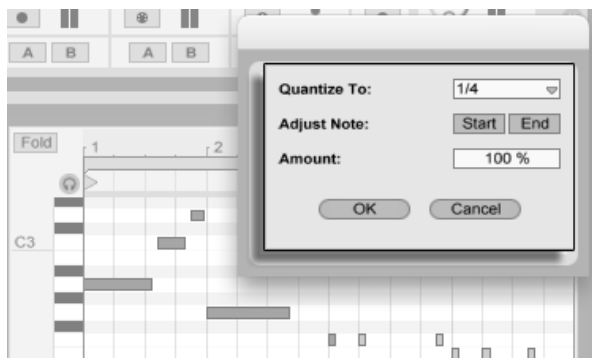 A B A B
Quantize To: 1/4
Adjust Note: Start End
Amount: 100 %
Fold 1 2
OK Cancel
C3